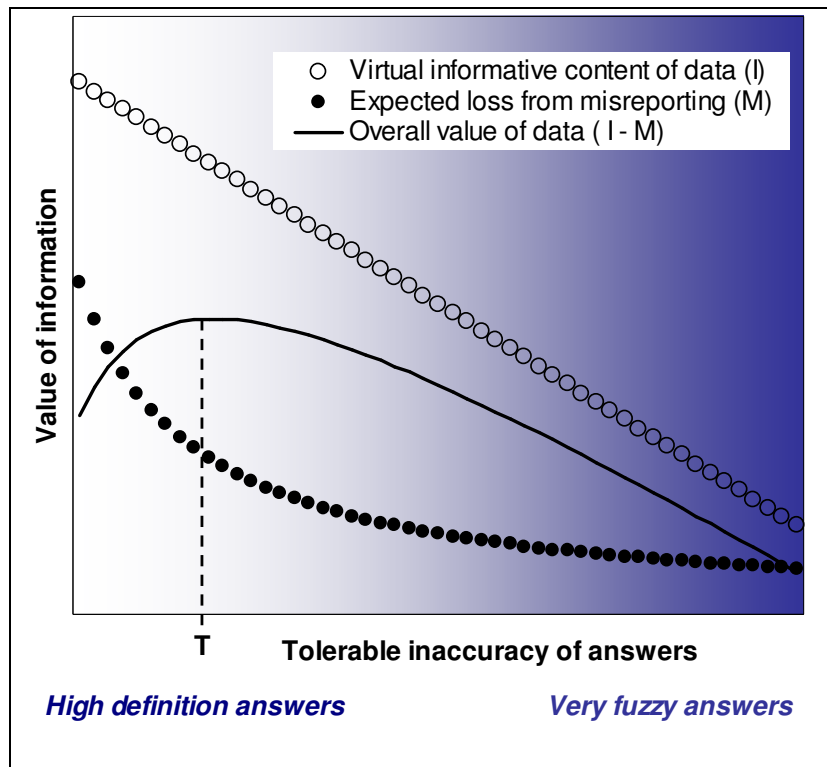 Virtual informative content of data (I)
Expected loss from misreporting (M)
Overall value of data ( I - M)
Value of information
T
Tolerable inaccuracy of answers
High definition answers
Very fuzzy answers